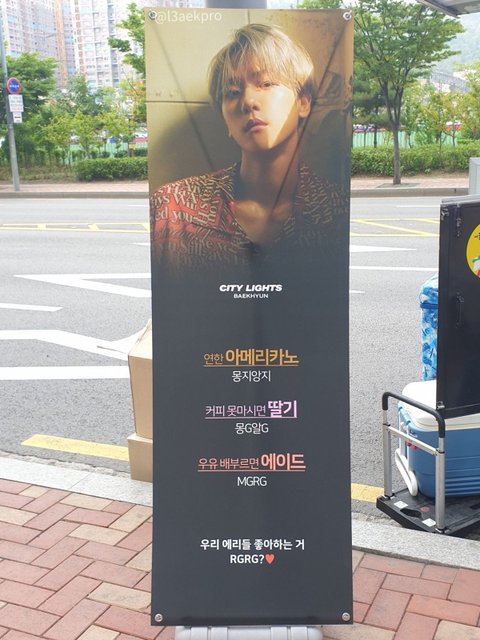 @l3aekpro
CITY LIGHTS
BAEKHYUN
연한 아메리카노
몽지앙지
커피 못마시면 딸기
몽G알G
우유 배부르면 에이드
MGRG
우리 에리들 좋아하는 거
RGRG?♥